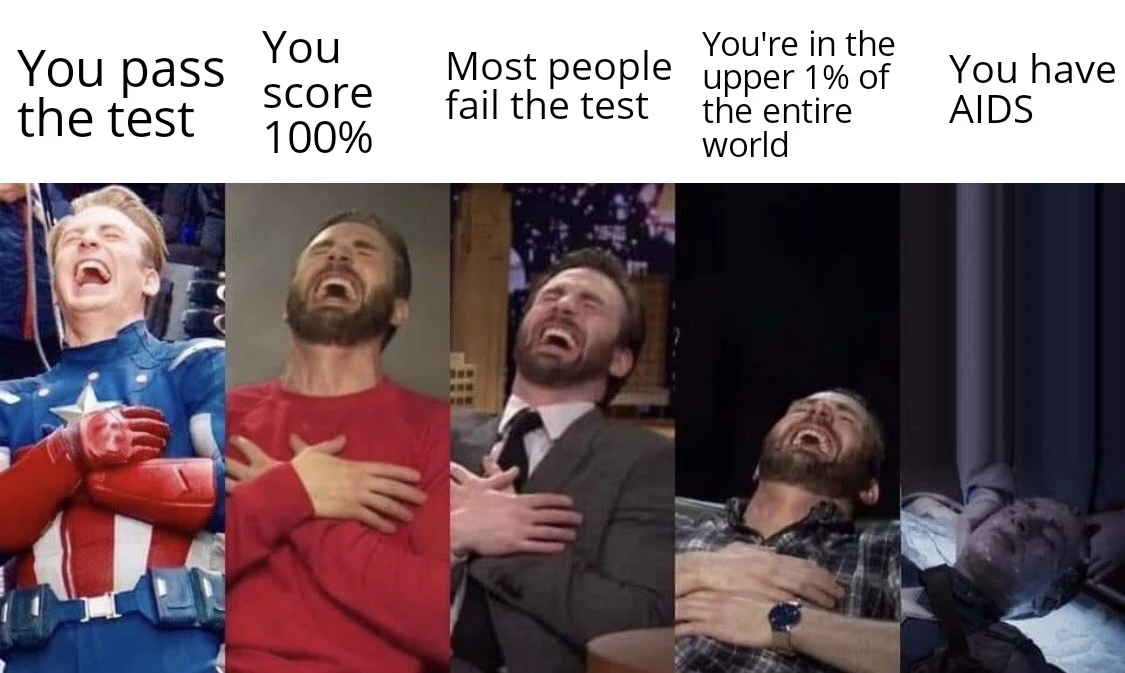 You pass
the test
You
score
100%
Most people
fail the test
You're in the
upper 1% of
the entire
world
You have
AIDS